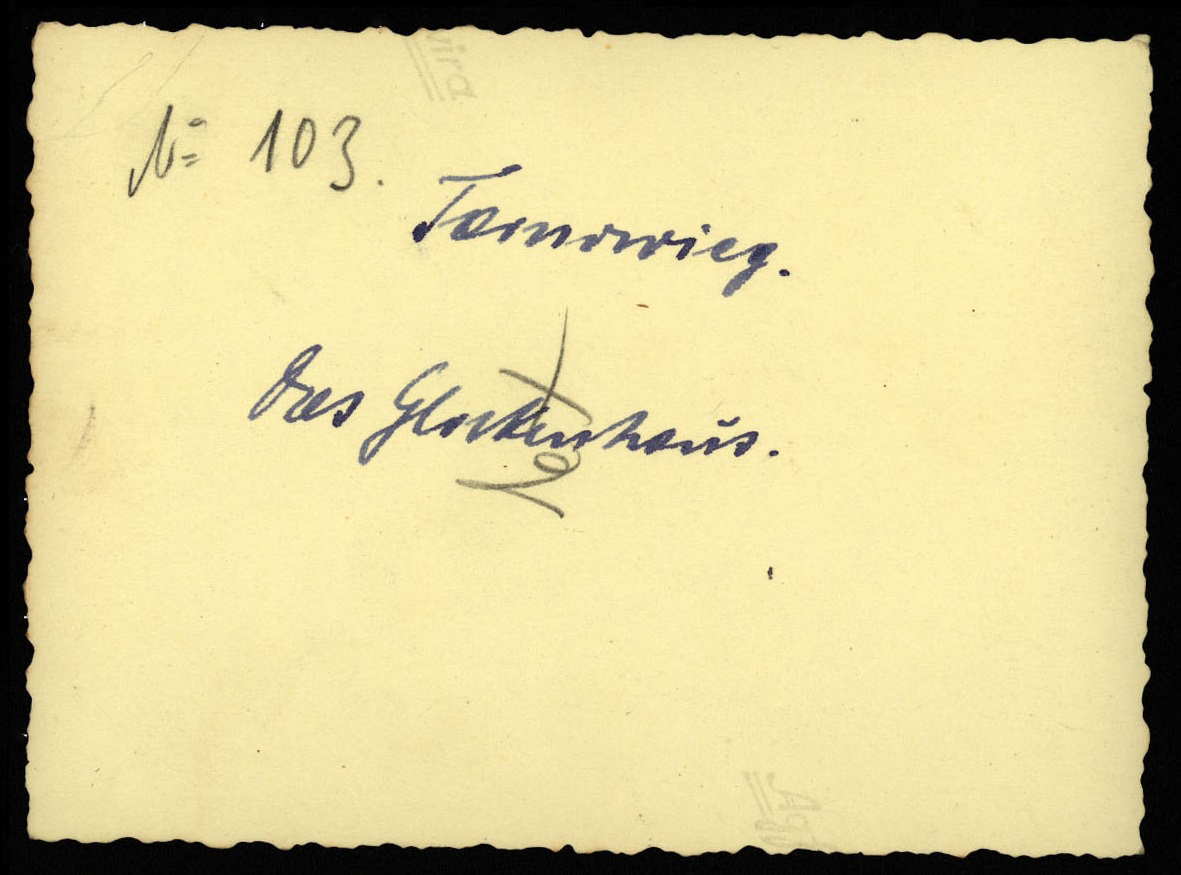 № 103.
Tarnowieg.
Das Glockenhaus.